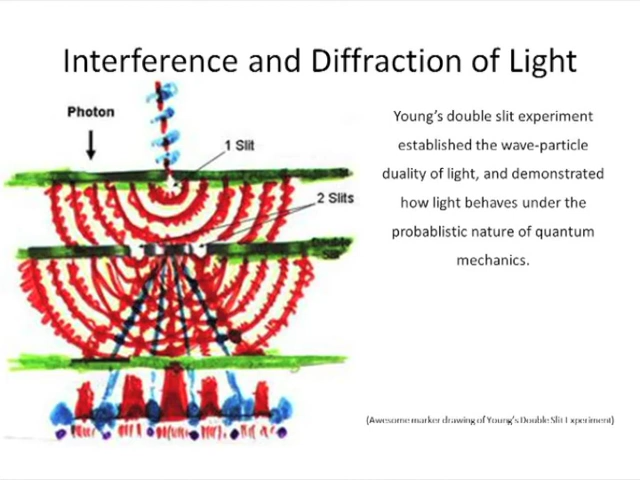 Interference and Diffraction of Light
Photon
1 Slit
2 Slits
Double
Slit
Young's double slit experiment
established the wave-particle
duality of light, and demonstrated
how light behaves under the
probablistic nature of quantum
mechanics.
(Awesome marker drawing of Young's Double Slit Experiment)